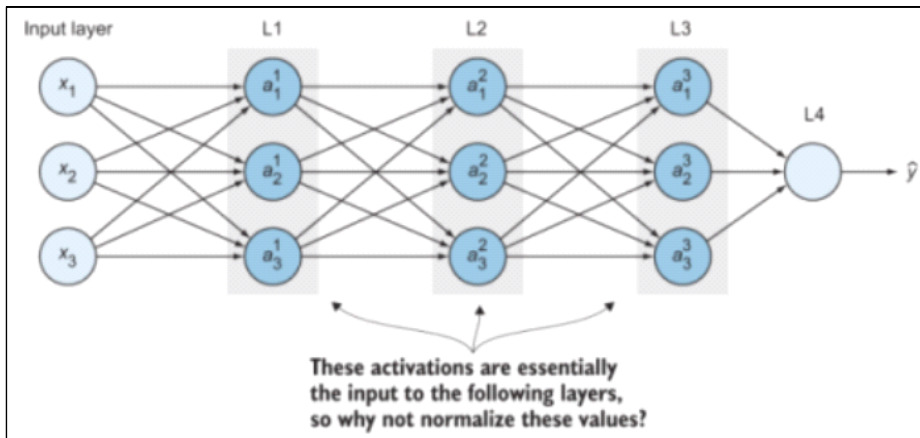 Input layer L1 L2 L3
x₁ a₁¹ a₁² a₁³
L4
x₂ a₂¹ a₂² a₂³ ŷ
x₃ a₃¹ a₃² a₃³
These activations are essentially
the input to the following layers,
so why not normalize these values?